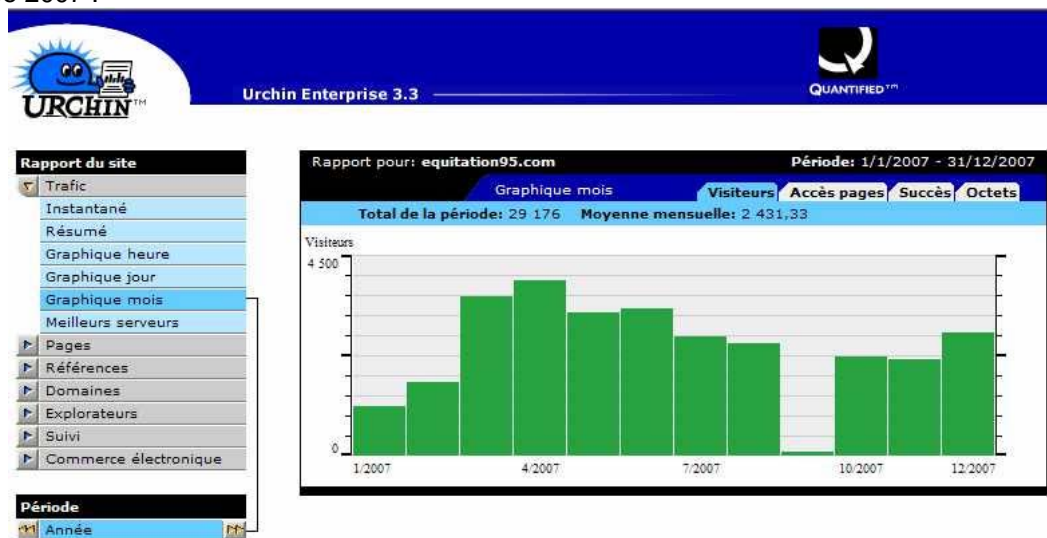 2007
URCHIN™
Urchin Enterprise 3.3
QUANTIFIED™
Rapport du site
Trafic
Instantané
Résumé
Graphique heure
Graphique jour
Graphique mois
Meilleurs serveurs
Pages
Références
Domaines
Explorateurs
Suivi
Commerce électronique
Période
Année
Rapport pour: equitation95.com Période: 1/1/2007 - 31/12/2007
Graphique mois Visiteurs Accès pages Succès Octets
Total de la période: 29 176 Moyenne mensuelle: 2 431,33
Visiteurs
4 500
0
1/2007 4/2007 7/2007 10/2007 12/2007